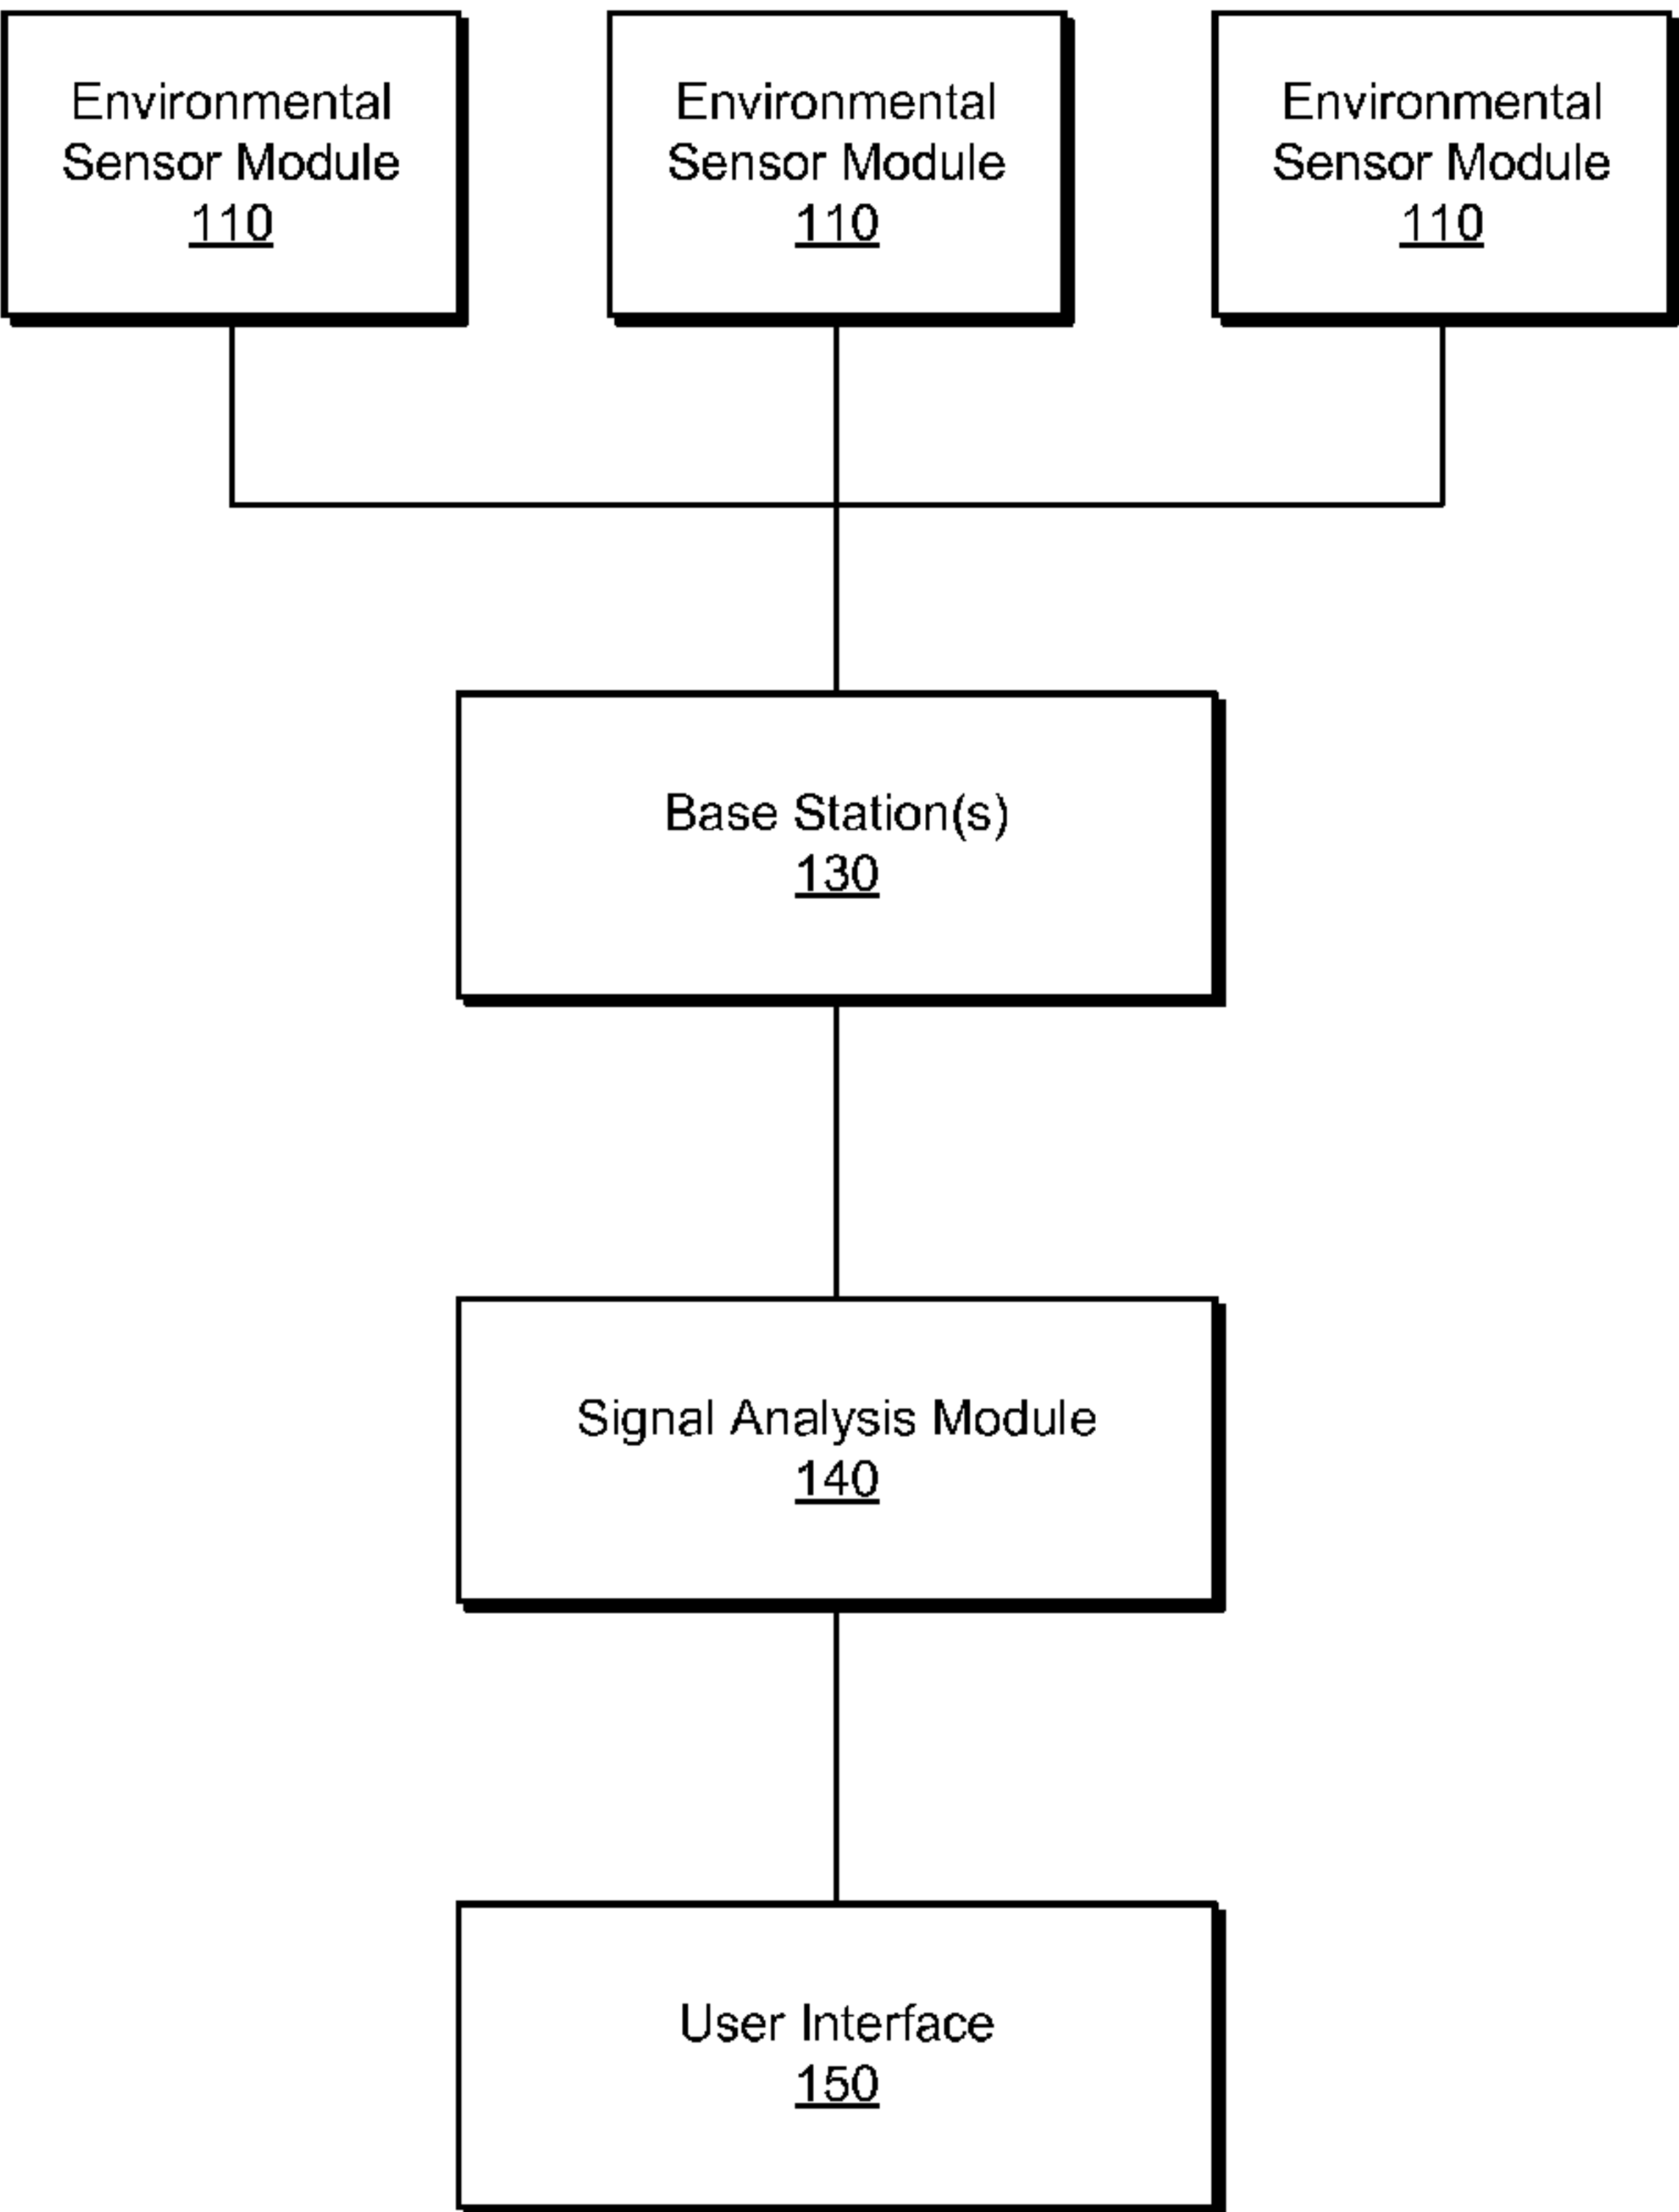 Environmental
Sensor Module
110
Environmental
Sensor Module
110
Environmental
Sensor Module
110
Base Station(s)
130
Signal Analysis Module
140
User Interface
150